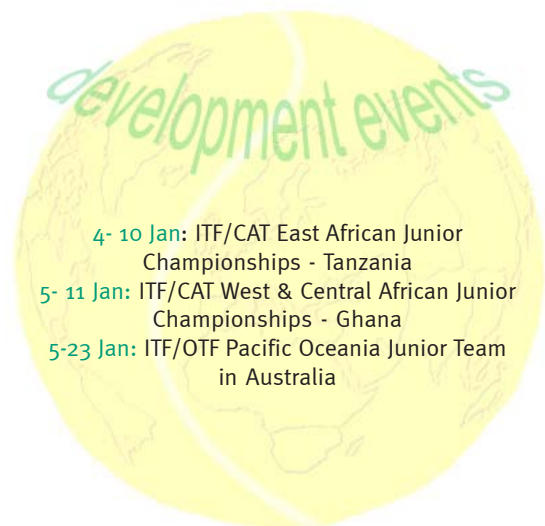 development events
4- 10 Jan: ITF/CAT East African Junior
Championships - Tanzania
5- 11 Jan: ITF/CAT West & Central African Junior
Championships - Ghana
5-23 Jan: ITF/OTF Pacific Oceania Junior Team
in Australia